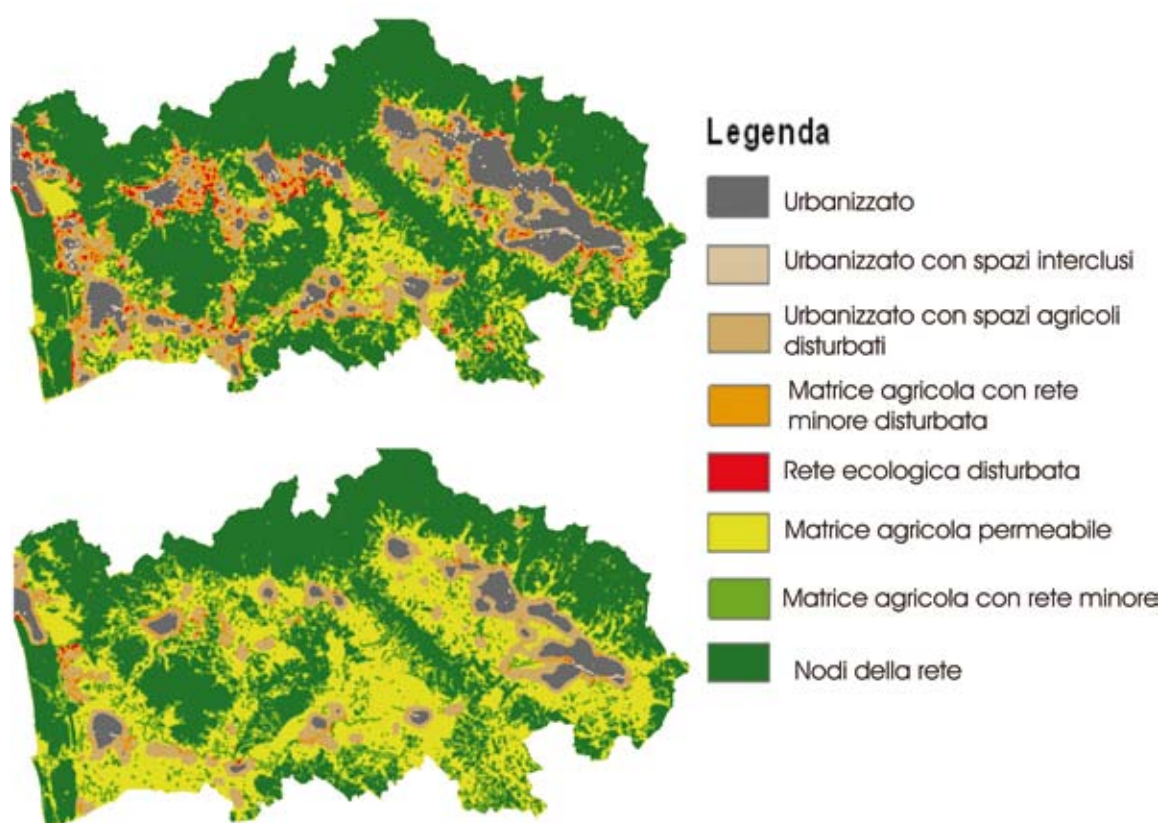 Legenda
Urbanizzato
Urbanizzato con spazi interclusi
Urbanizzato con spazi agricoli
disturbati
Matrice agricola con rete
minore disturbata
Rete ecologica disturbata
Matrice agricola permeabile
Matrice agricola con rete minore
Nodi della rete